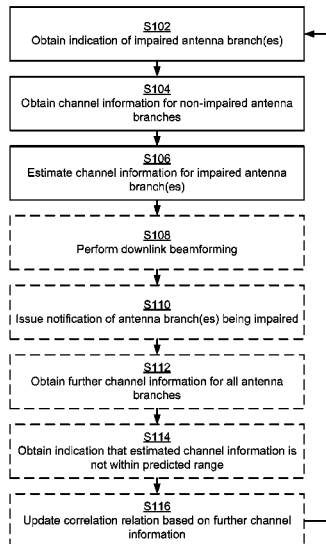 S102
Obtain indication of impaired antenna branch(es)
S104
Obtain channel information for non-impaired antenna
branches
S106
Estimate channel information for impaired antenna
branch(es)
S108
Perform downlink beamforming
S110
Issue notification of antenna branch(es) being impaired
S112
Obtain further channel information for all antenna
branches
S114
Obtain indication that estimated channel information is
not within predicted range
S116
Update correlation relation based on further channel
information